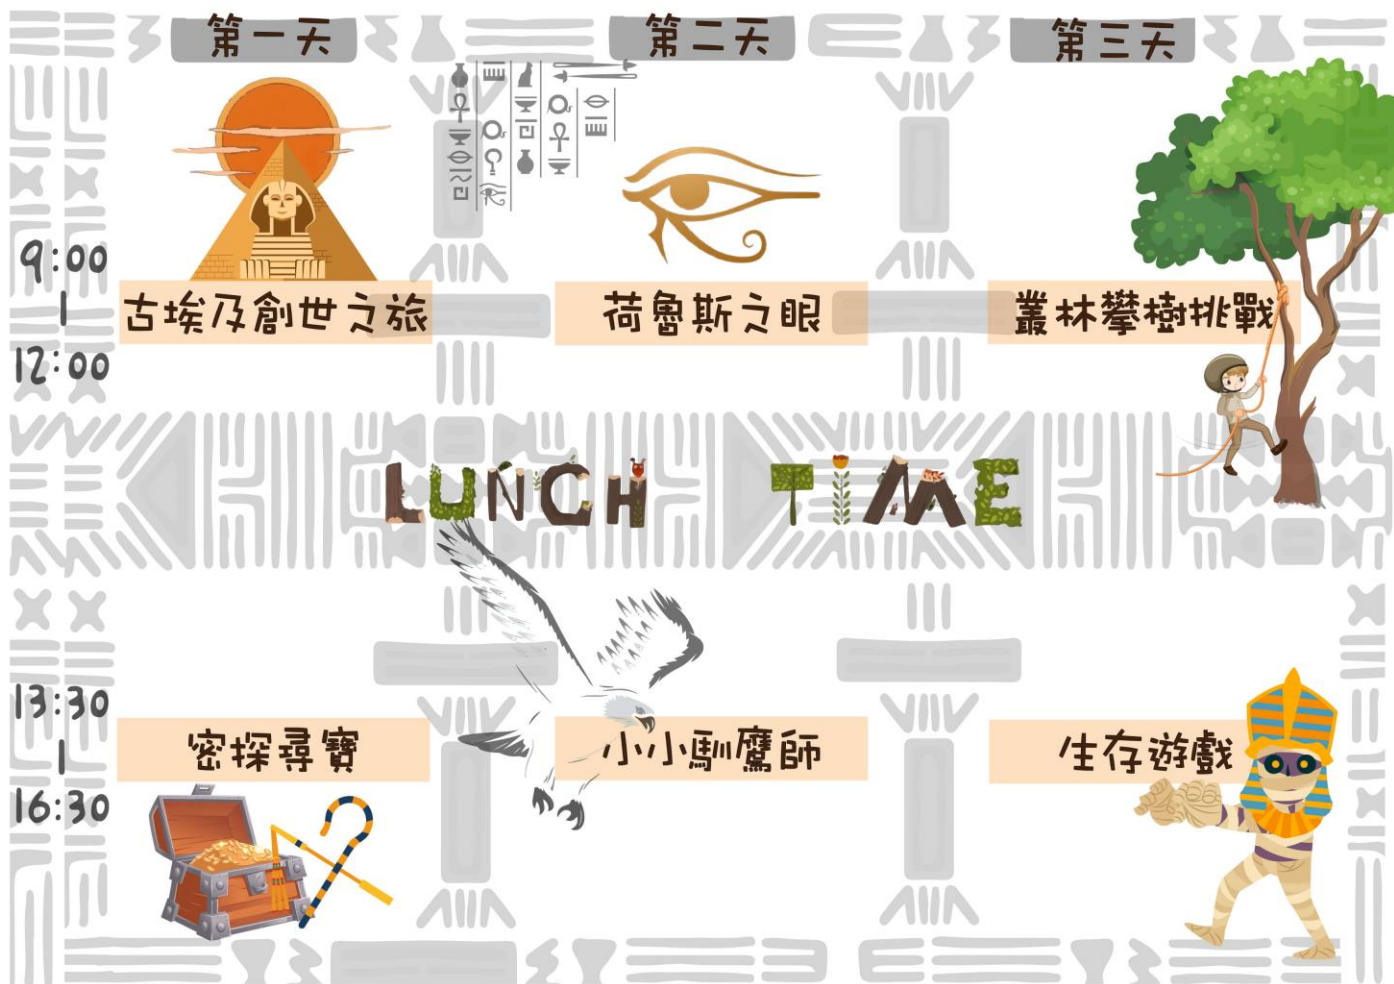 第一天
第二天
第三天
9:00
|
12:00
古埃及創世之旅
荷魯斯之眼
叢林攀樹挑戰
LUNCH TIME
13:30
|
16:30
密探尋寶
小小馴鷹師
生存遊戲